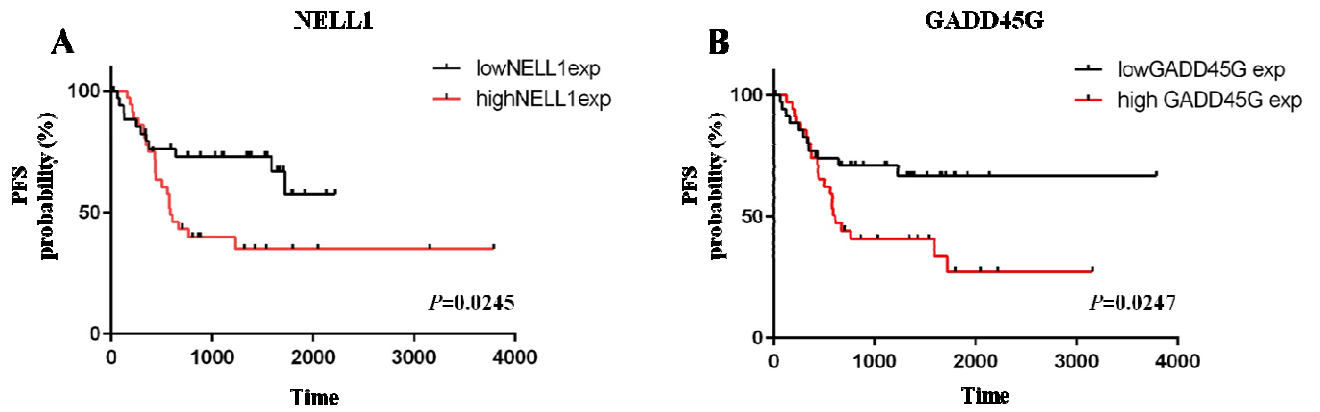 NELL1
A
lowNELL1exp
highNELL1exp
100
50
0
PFS
probability (%)
P=0.0245
0 1000 2000 3000 4000
Time
GADD45G
B
lowGADD45G exp
high GADD45G exp
100
50
0
PFS
probability (%)
P=0.0247
0 1000 2000 3000 4000
Time